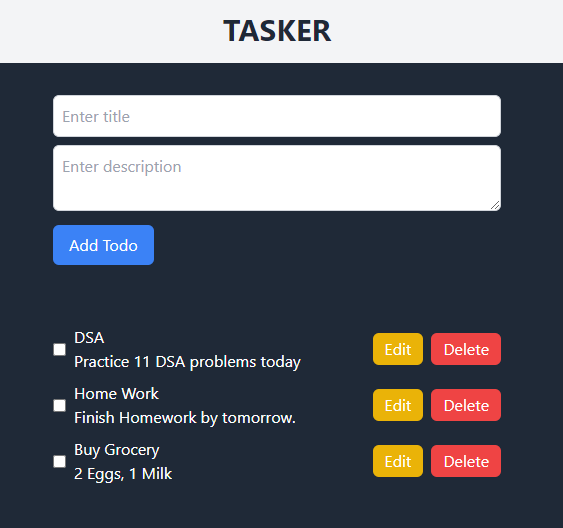 TASKER
Enter title
Enter description
Add Todo
DSA
Practice 11 DSA problems today
Edit Delete
Home Work
Finish Homework by tomorrow.
Edit Delete
Buy Grocery
2 Eggs, 1 Milk
Edit Delete